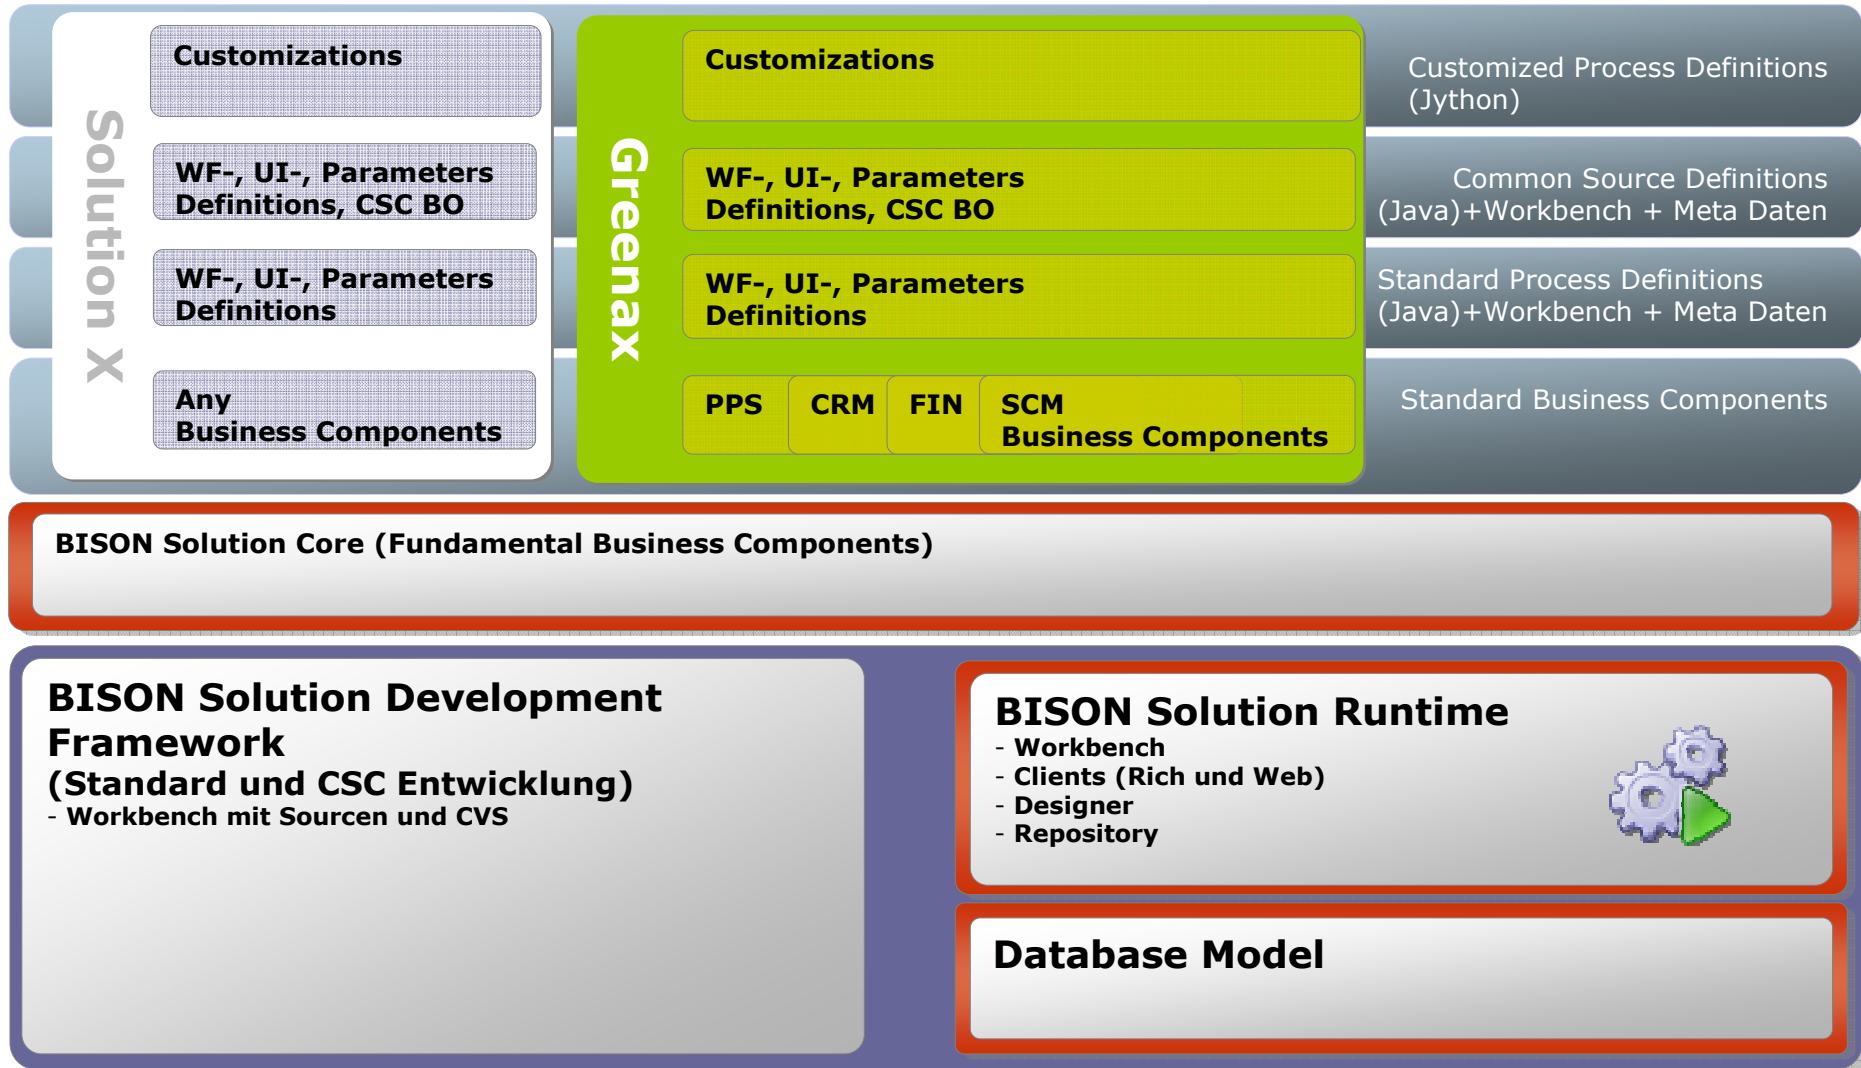 Solution X
Customizations
WF-, UI-, Parameters
Definitions, CSC BO
WF-, UI-, Parameters
Definitions
Any
Business Components
Greenax
Customizations
WF-, UI-, Parameters
Definitions, CSC BO
WF-, UI-, Parameters
Definitions
PPS
CRM
FIN
SCM
Business Components
Customized Process Definitions
(Jython)
Common Source Definitions
(Java)+Workbench + Meta Daten
Standard Process Definitions
(Java)+Workbench + Meta Daten
Standard Business Components
BISON Solution Core (Fundamental Business Components)
BISON Solution Development
Framework
(Standard und CSC Entwicklung)
- Workbench mit Sourcen und CVS
BISON Solution Runtime
- Workbench
- Clients (Rich und Web)
- Designer
- Repository
Database Model